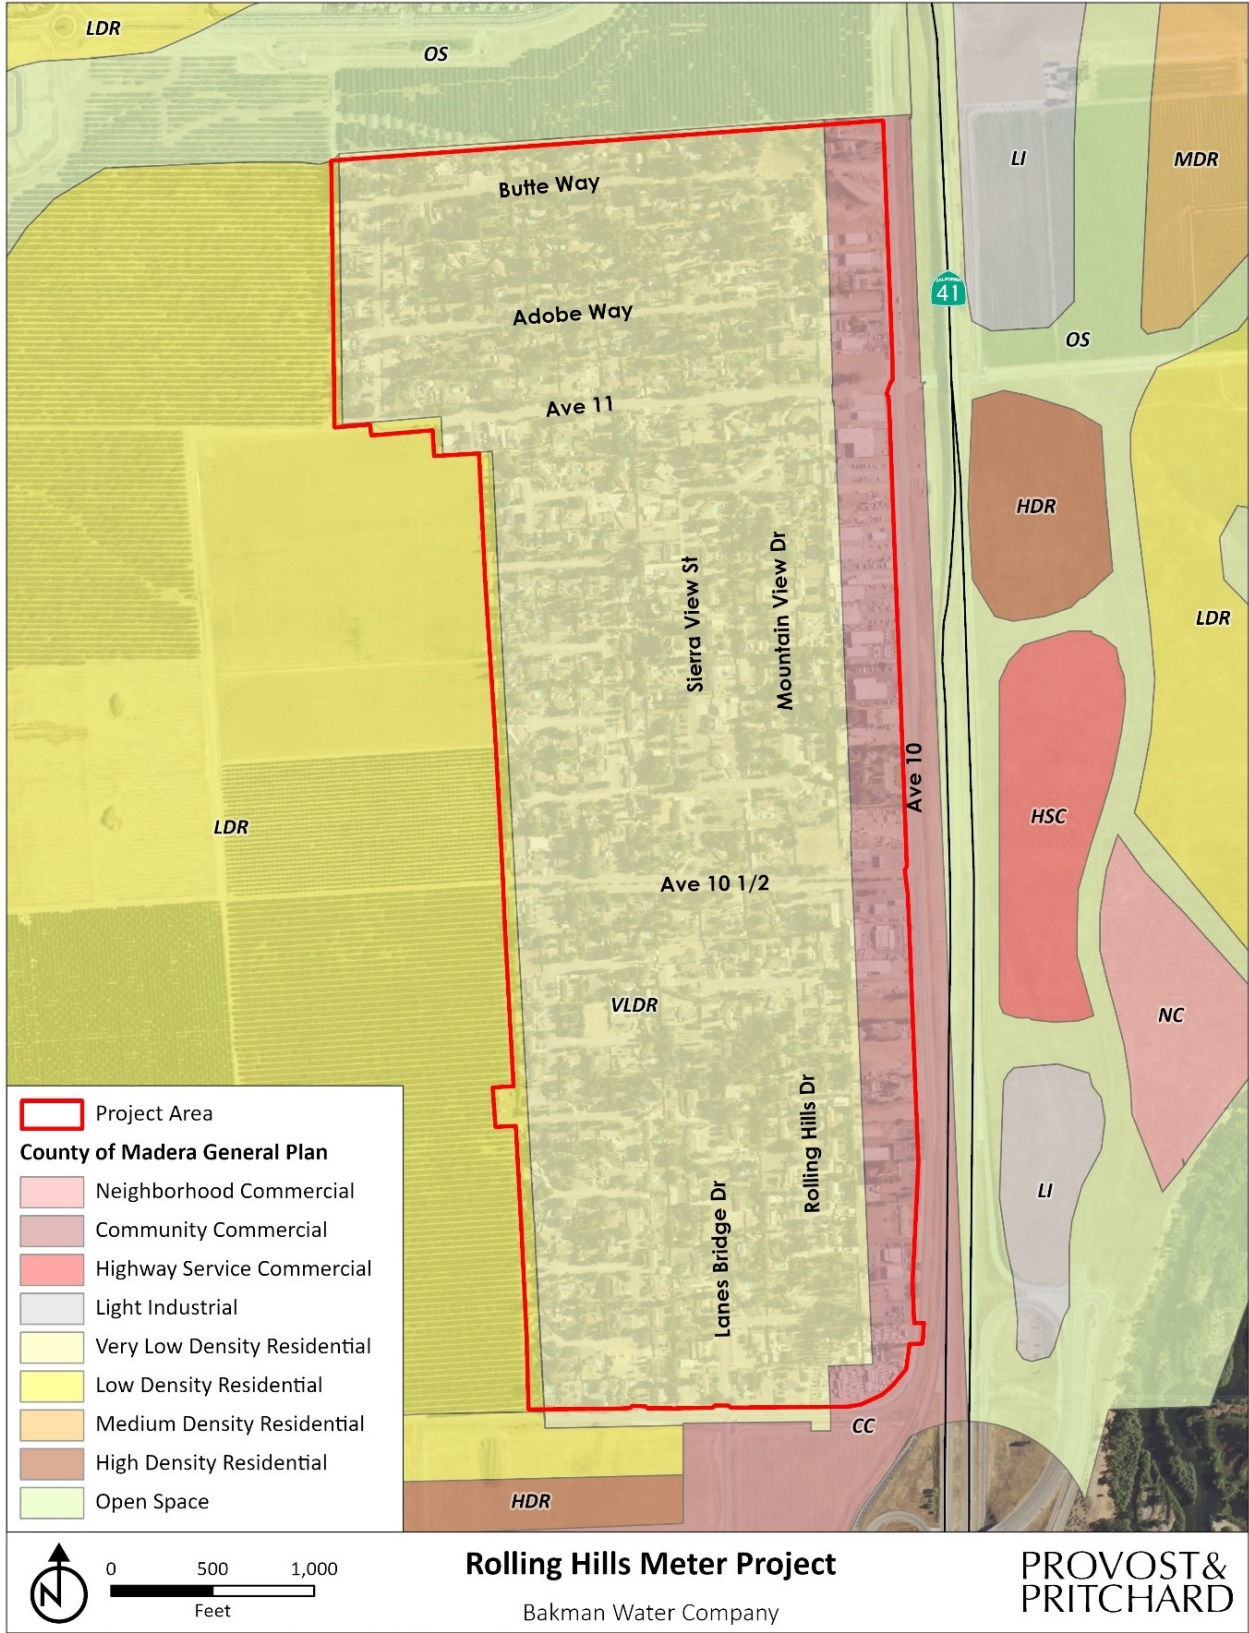 LDR
OS
LI
MDR
Butte Way
CALIFORNIA
41
Adobe Way
OS
Ave 11
HDR
Sierra View St
Mountain View Dr
LDR
Ave 10
HSC
LDR
Ave 10 1/2
VLDR
NC
Rolling Hills Dr
Lanes Bridge Dr
LI
CC
HDR
Project Area
County of Madera General Plan
Neighborhood Commercial
Community Commercial
Highway Service Commercial
Light Industrial
Very Low Density Residential
Low Density Residential
Medium Density Residential
High Density Residential
Open Space
N
0 500 1,000
Feet
Rolling Hills Meter Project
Bakman Water Company
PROVOST&
PRITCHARD